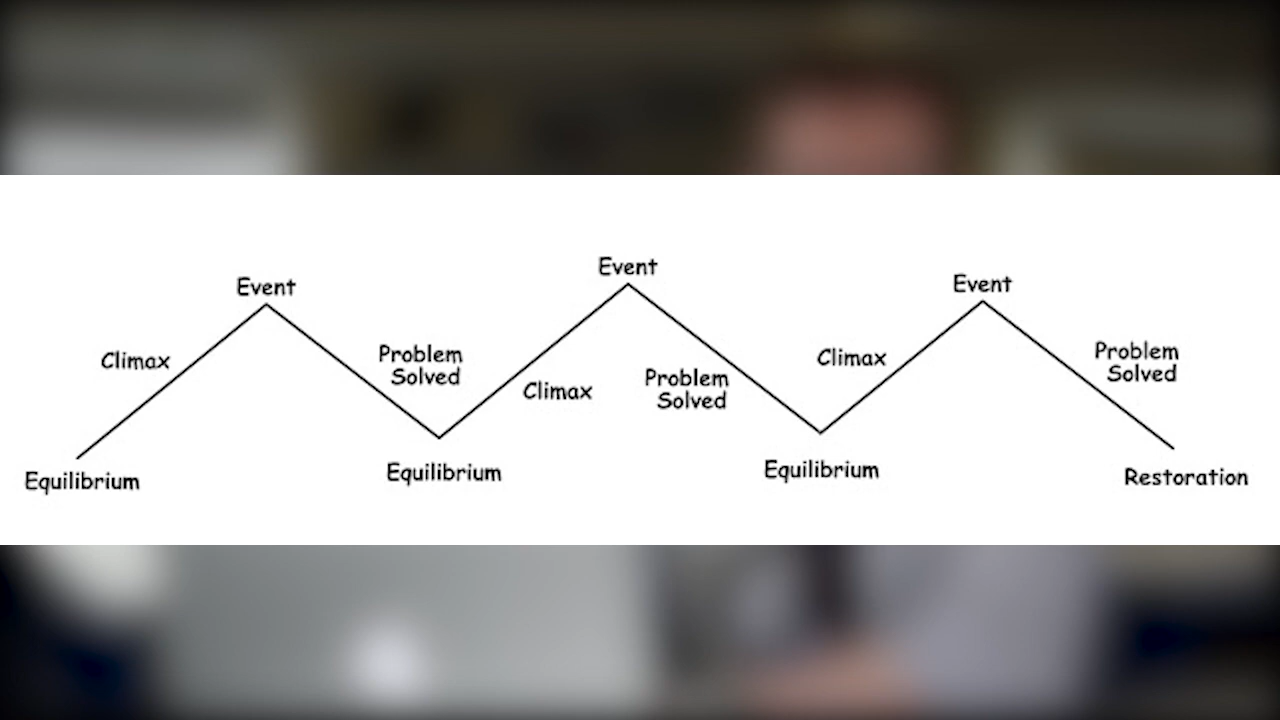 Event
Event
Event
Climax
Problem
Solved
Climax
Problem
Solved
Climax
Problem
Solved
Equilibrium
Equilibrium
Equilibrium
Restoration